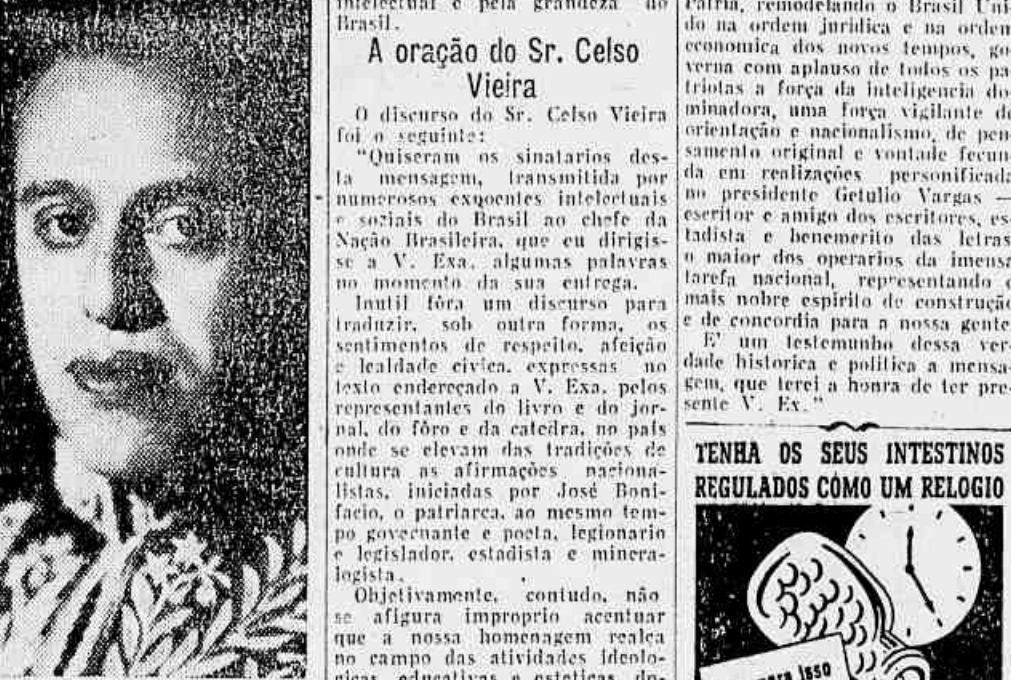 intelectual e pela grandeza do
Brasil.
A oração do Sr. Celso
Vieira
O discurso do Sr. Celso Vieira
foi o seguinte:
"Quiseram os sinatarios des-
ta mensagem, transmitida por
numerosos expoentes intelectuais
e sociais do Brasil ao chefe da
Nação Brasileira, que eu dirigis-
se a V. Exa. algumas palavras
no momento da sua entrega.
Inutil fôra um discurso para
traduzir, sob outra forma, os
sentimentos de respeito, afeição
e lealdade civica, expressas no
texto endereçado a V. Exa. pelos
representantes do livro e do jor-
nal, do fôro e da catedra, no país
onde se elevam das tradições de
cultura as afirmações naciona-
listas, iniciadas por José Boni-
facio, o patriarca, ao mesmo tem-
po governante e poeta, legionario
e legislador, estadista e minera-
logista.
Objetivamente, contudo, não
se afigura improprio acentuar
que a nossa homenagem realca
no campo das atividades ideolo-
gicas, educativas e esteticas, do-
Patria, remodelando o Brasil Uni-
do na ordem juridica e na ordem
economica dos novos tempos, go-
verna com aplauso de todos os pa-
triotas a força da inteligencia do-
minadora, uma força vigilante de
orientação e nacionalismo, de pen-
samento original e vontade fecun-
da em realizações personificada
no presidente Getulio Vargas —
escritor e amigo dos escritores, es-
tadista e benemerito das letras
o maior dos operarios da imensa
tarefa nacional, representando o
mais nobre espirito de construção
e de concordia para a nossa gente.
E' um testemunho dessa ver-
dade historica e politica a mensa-
gem, que terei a honra de ter pre-
sente V. Ex."
TENHA OS SEUS INTESTINOS
REGULADOS COMO UM RELOGIO
para isso